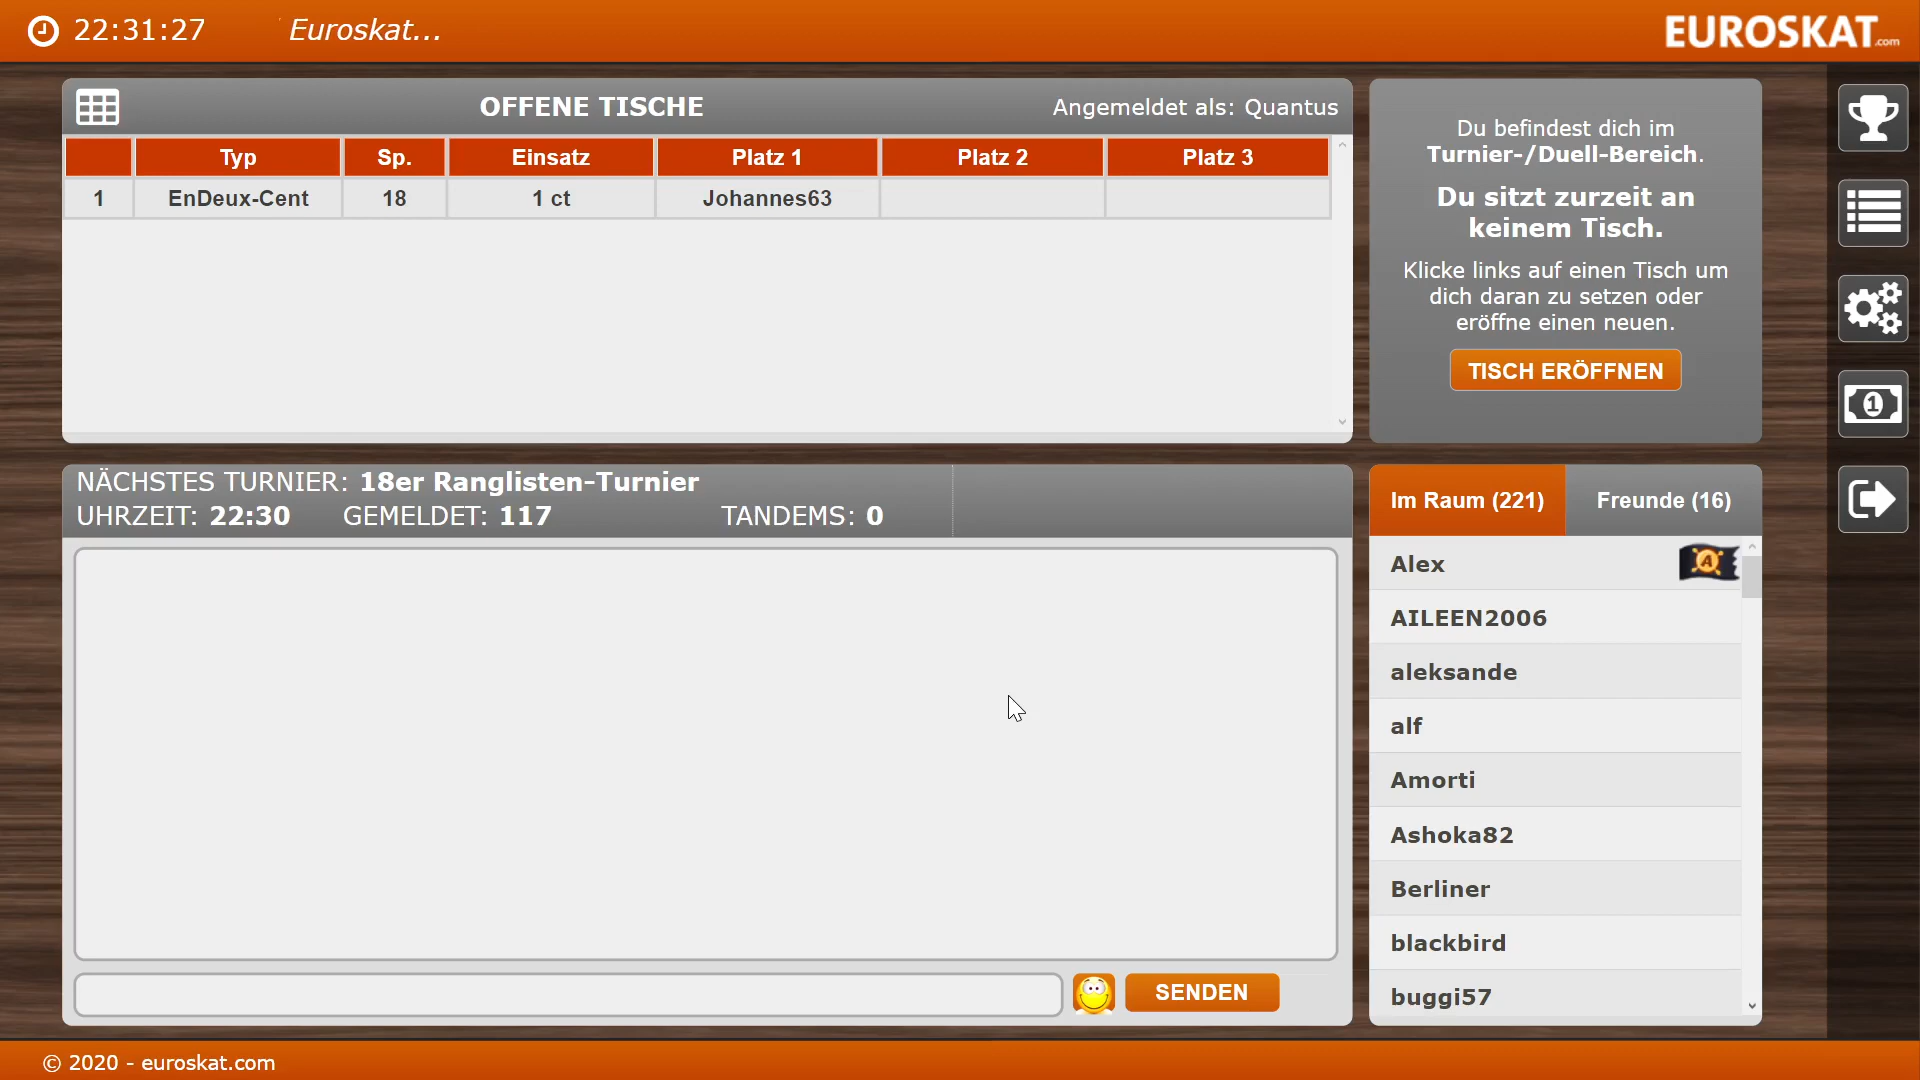 22:31:27
Euroskat...
EUROSKAT.com
OFFENE TISCHE
Angemeldet als: Quantus
Typ Sp. Einsatz Platz 1 Platz 2 Platz 3
1 EnDeux-Cent 18 1 ct Johannes63
Du befindest dich im
Turnier-/Duell-Bereich.
Du sitzt zurzeit an
keinem Tisch.
Klicke links auf einen Tisch um
dich daran zu setzen oder
eröffne einen neuen.
TISCH ERÖFFNEN
1
NÄCHSTES TURNIER: 18er Ranglisten-Turnier
UHRZEIT: 22:30 GEMELDET: 117 TANDEMS: 0
SENDEN
Im Raum (221) Freunde (16)
Alex
A
AILEEN2006
aleksande
alf
Amorti
Ashoka82
Berliner
blackbird
buggi57
© 2020 - euroskat.com